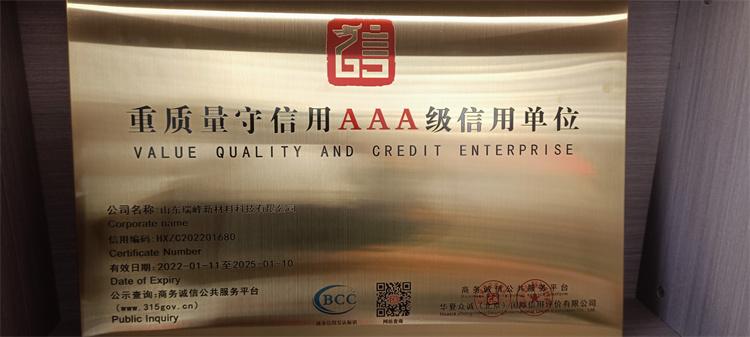 重质量守信用AAA级信用单位
VALUE QUALITY AND CREDIT ENTERPRISE
公司名称:山东瑞峰新材料科技有限公司
Corporate name
信用编码:HXZC202201680
Certificate Number
有效日期:2022-01-11至2025-01-10
Date of Expiry
公示查询:商务诚信公共服务平台
(www.315gov.cn)
Public Inquiry
BCC
网络查询
商务诚信公共服务平台
华夏众诚(北京)国际信用评价有限公司